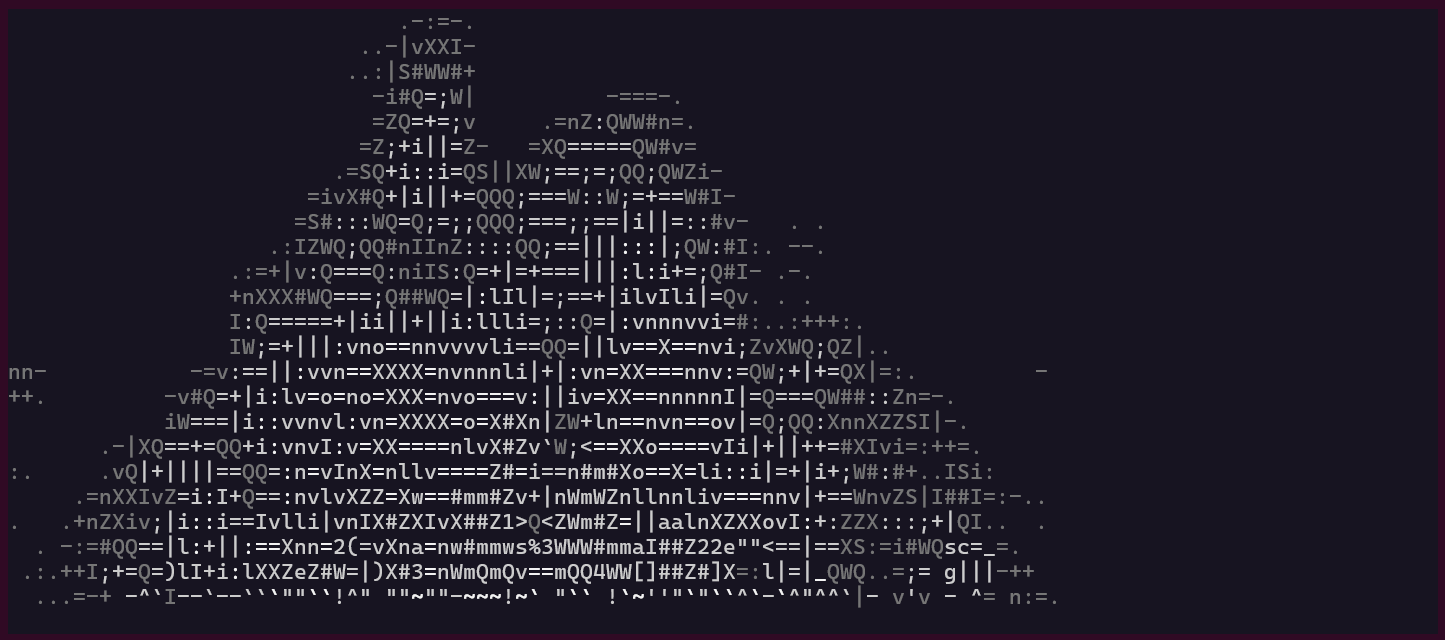 .-:=-.
                           ..-|vXXI-
                          ..:|S#WW#+
                            -i#Q=;W|          -===-.
                            =ZQ=+=;v     .=nZ:QWW#n=.
                           =Z;+i||=Z-   =XQ=====QW#v=
                         .=SQ+i::i=QS||XW;==;=;QQ;QWZi-
                       =ivX#Q+|i||+=QQQ;===W::W;=+==W#I-
                      =S#:::WQ=Q;=;;QQQ;===;;==|i||=::#v-   . .
                    .:IZWQ;QQ#nIInZ::::QQ;==|||:::|;QW:#I:. --.
                 .:=+|v:Q===Q:niIS:Q=+|=+===|||:l:i+=;Q#I- .-.
                 +nXXX#WQ===;Q##WQ=|:lIl|=;==+|ilvIli|=Qv. . .
                 I:Q=====+|ii||+||i:llli=;::Q=|:vnnnvvi=#:..:+++:.
                 IW;=+|||:vno==nnvvvvli==QQ=||lv==X==nvi;ZvXWQ;QZ|..
nn-           -=v:==||:vvn==XXXX=nvnnnli|+|:vn=XX===nnv:=QW;+|+=QX|=:.         -
++.         -v#Q=+|i:lv=o=no=XXX=nvo===v:||iv=XX==nnnnnI|=Q===QW##::Zn=-.
            iW===|i::vvnvl:vn=XXXX=o=X#Xn|ZW+ln==nvn==ov|=Q;QQ:XnnXZZSI|-.
       .-|XQ==+=QQ+i:vnvI:v=XX====nlvX#Zv`W;<==XXo====vIi|+||++=#XIvi=:++=.
:.     .vQ|+||||==QQ=:n=vInX=nllv====Z#=i==n#m#Xo==X=li::i|=+|i+;W#:#+..ISi:
     .=nXXIvZ=i:I+Q==:nvlvXZZ=Xw==#mm#Zv+|nWmWZnllnnliv===nnv|+==WnvZS|I##I=:-..
.   .+nZXiv;|i::i==Ivlli|vnIX#ZXIvX##Z1>Q<ZWm#Z=||aalnXZXXovI:+:ZZX:::;+|QI..  .
  . -:=#QQ==|l:+||:==Xnn=2(=vXna=nw#mmws%3WWW#mmaI##Z22e""<==|==XS:=i#WQsc=_=.
 .:.++I;+=Q=)lI+i:lXXZeZ#W=|)X#3=nWmQmQv==mQQ4WW[]##Z#]X=:l|=|_QWQ..=;= g|||-++
  ...=-+ -^`I--`--```""``!^" ""~""-~~~!~` "`` !`~''"`"``^`-`^"^^`|- v'v - ^= n:=.